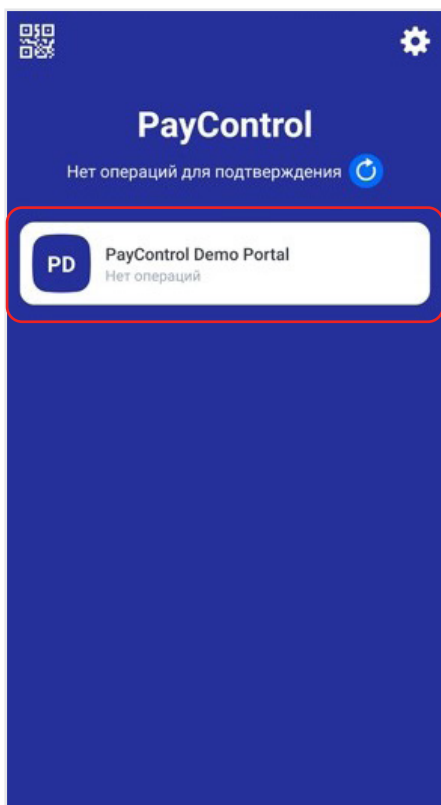 PayControl
Нет операций для подтверждения
PD
PayControl Demo Portal
Нет операций